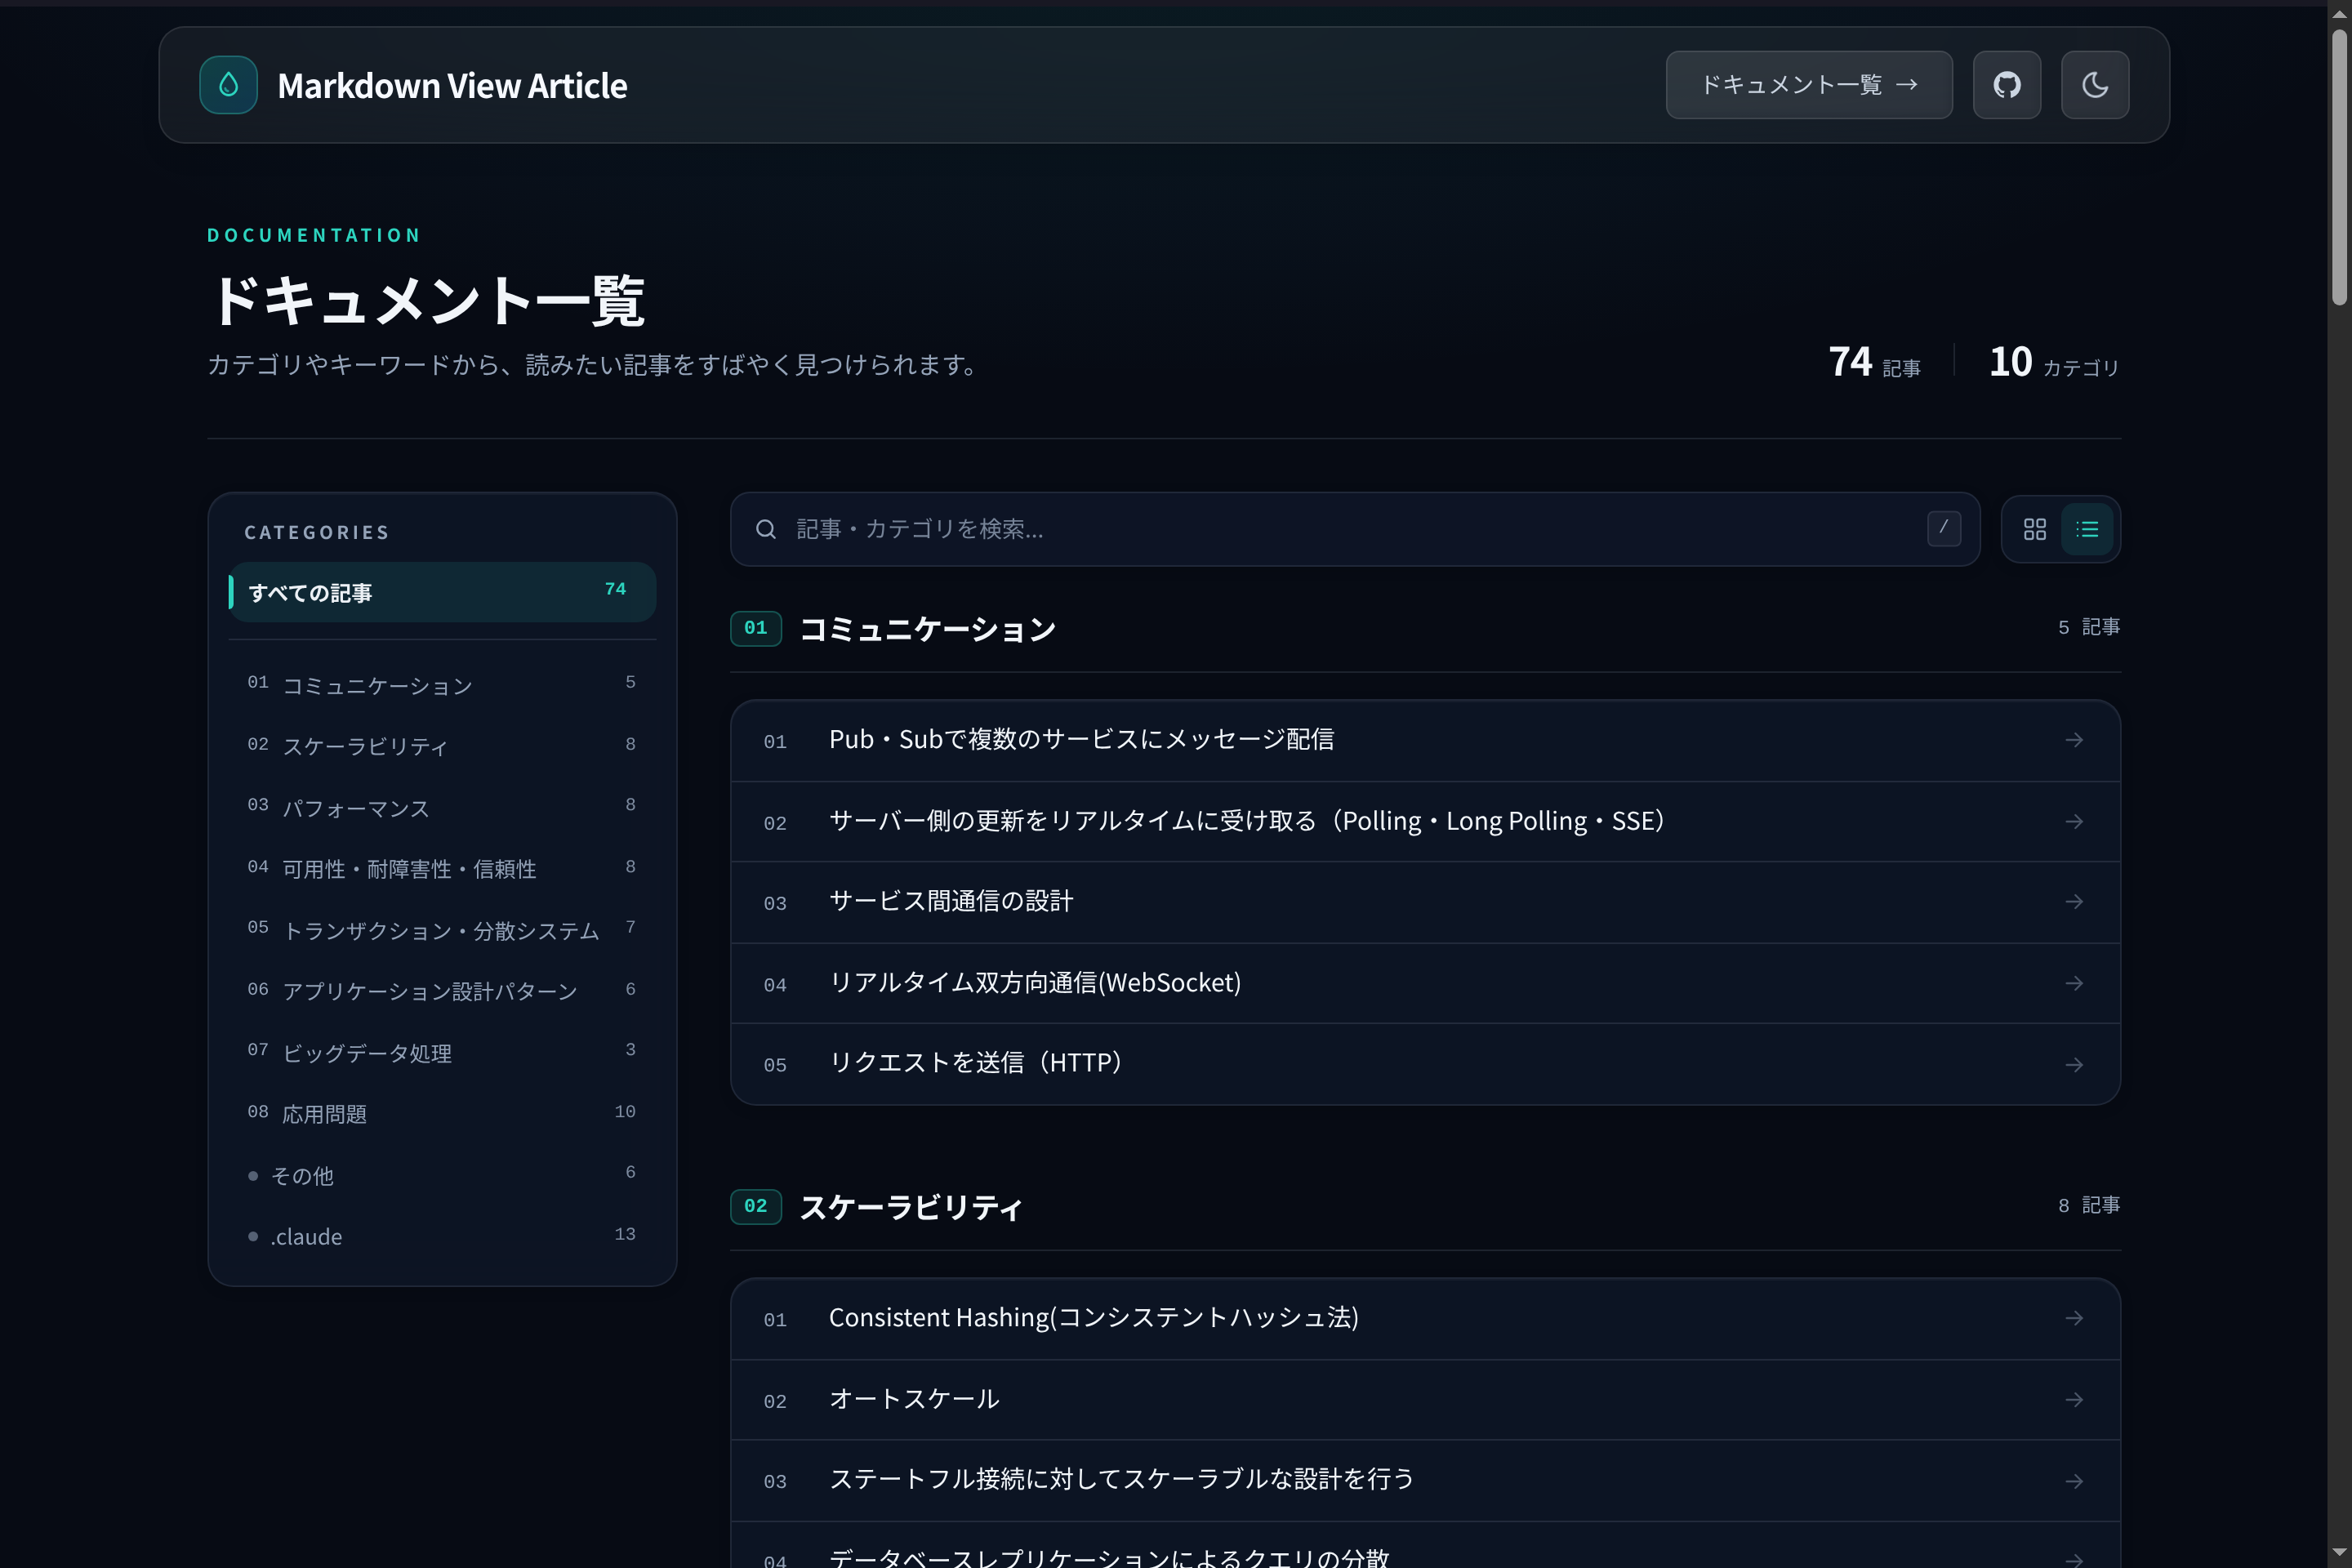 Markdown View Article
ドキュメント一覧 →
DOCUMENTATION
ドキュメント一覧
カテゴリやキーワードから、読みたい記事をすばやく見つけられます。
74 記事
10 カテゴリ
CATEGORIES
すべての記事 74
01 コミュニケーション 5
02 スケーラビリティ 8
03 パフォーマンス 8
04 可用性・耐障害性・信頼性 8
05 トランザクション・分散システム 7
06 アプリケーション設計パターン 6
07 ビッグデータ処理 3
08 応用問題 10
その他 6
.claude 13
記事・カテゴリを検索... /
01 コミュニケーション 5 記事
01 Pub・Subで複数のサービスにメッセージ配信 →
02 サーバー側の更新をリアルタイムに受け取る（Polling・Long Polling・SSE） →
03 サービス間通信の設計 →
04 リアルタイム双方向通信(WebSocket) →
05 リクエストを送信（HTTP） →
02 スケーラビリティ 8 記事
01 Consistent Hashing(コンシステントハッシュ法) →
02 オートスケール →
03 ステートフル接続に対してスケーラブルな設計を行う →
04 データベースレプリケーションによるクエリの分散 →